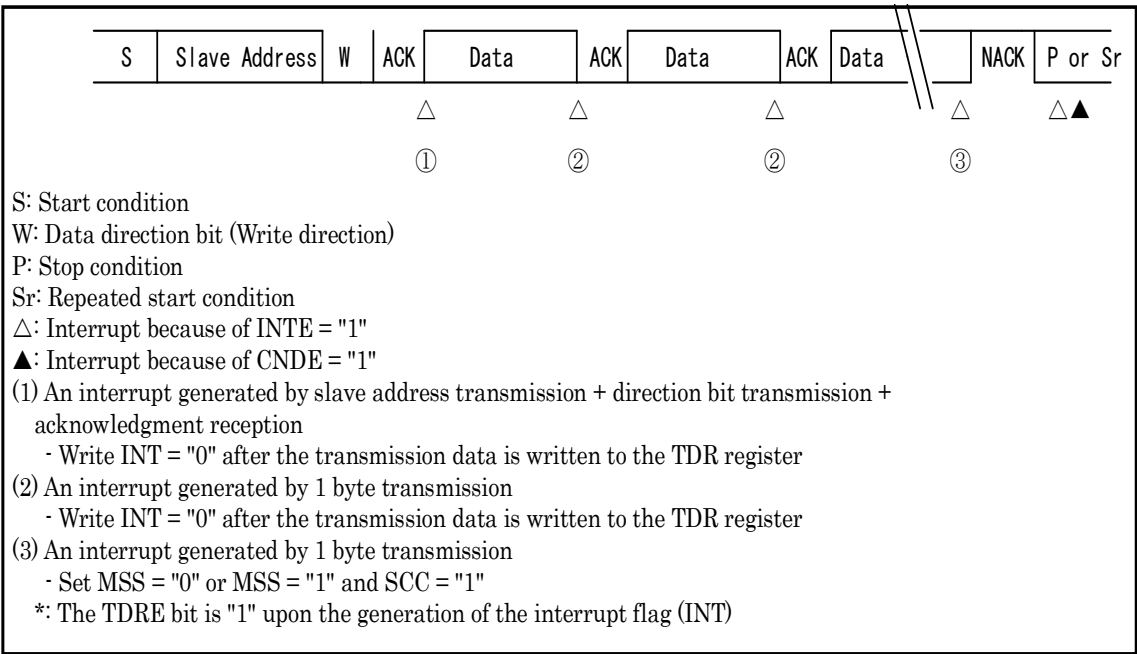 S Slave Address W ACK Data ACK Data ACK Data NACK P or Sr
△ △ △ △ △▲
① ② ② ③
S: Start condition
W: Data direction bit (Write direction)
P: Stop condition
Sr: Repeated start condition
△: Interrupt because of INTE = "1"
▲: Interrupt because of CNDE = "1"
(1) An interrupt generated by slave address transmission + direction bit transmission +
acknowledgment reception
- Write INT = "0" after the transmission data is written to the TDR register
(2) An interrupt generated by 1 byte transmission
- Write INT = "0" after the transmission data is written to the TDR register
(3) An interrupt generated by 1 byte transmission
- Set MSS = "0" or MSS = "1" and SCC = "1"
*: The TDRE bit is "1" upon the generation of the interrupt flag (INT)